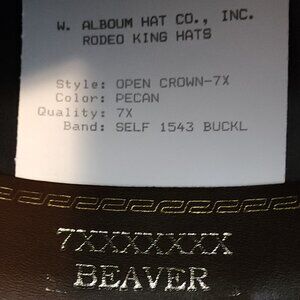 W. ALBOUM HAT CO., INC.
RODEO KING HATS
Style: OPEN CROWN-7X
Color: PECAN
Quality: 7X
Band: SELF 1543 BUCKL
7XXXXXXX
BEAVER